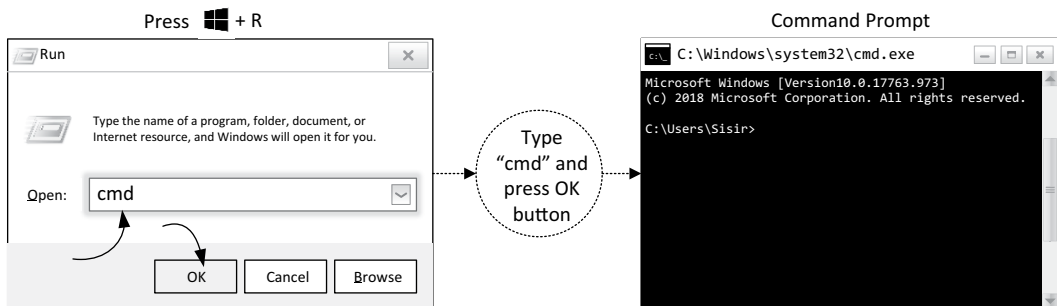 Press + R
Run
Type the name of a program, folder, document, or
Internet resource, and Windows will open it for you.
Open:
cmd
OK
Cancel
Browse
Type
“cmd” and
press OK
button
Command Prompt
C:\_
C:\Windows\system32\cmd.exe
Microsoft Windows [Version10.0.17763.973]
(c) 2018 Microsoft Corporation. All rights reserved.
C:\Users\Sisir>